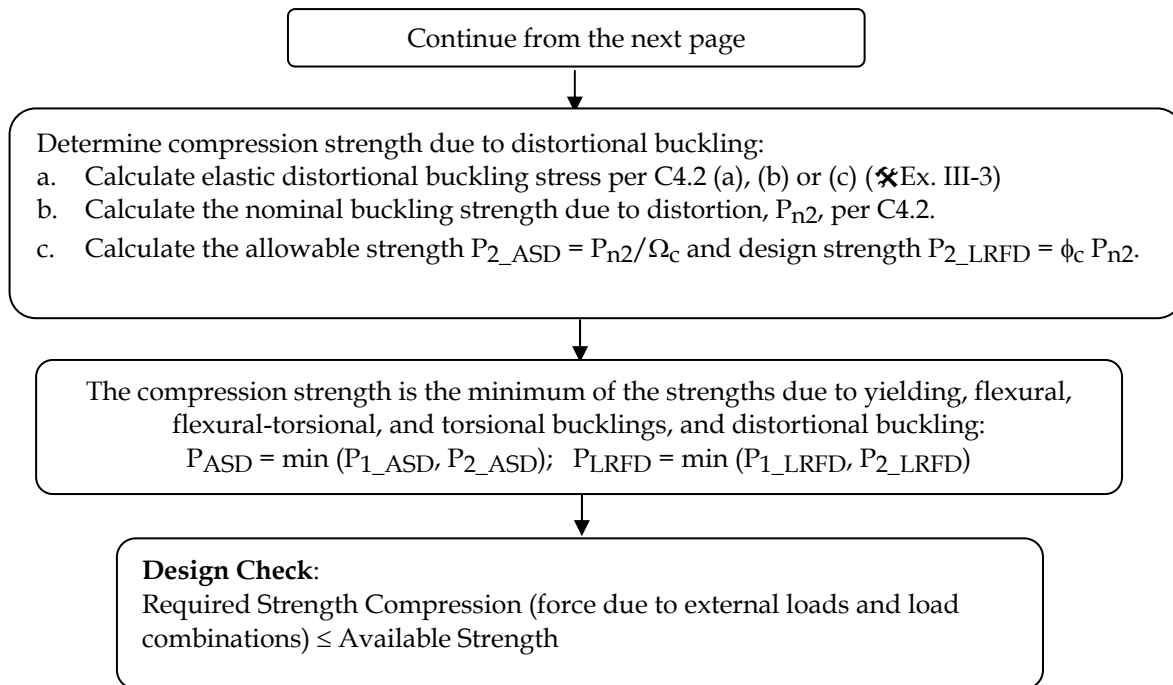 Continue from the next page
Determine compression strength due to distortional buckling:
a. Calculate elastic distortional buckling stress per C4.2 (a), (b) or (c) (🛠Ex. III-3)
b. Calculate the nominal buckling strength due to distortion, Pn2, per C4.2.
c. Calculate the allowable strength P2_ASD = Pn2/Ωc and design strength P2_LRFD = ϕc Pn2.
The compression strength is the minimum of the strengths due to yielding, flexural,
flexural-torsional, and torsional bucklings, and distortional buckling:
PASD = min (P1_ASD, P2_ASD); PLRFD = min (P1_LRFD, P2_LRFD)
Design Check:
Required Strength Compression (force due to external loads and load
combinations) ≤ Available Strength